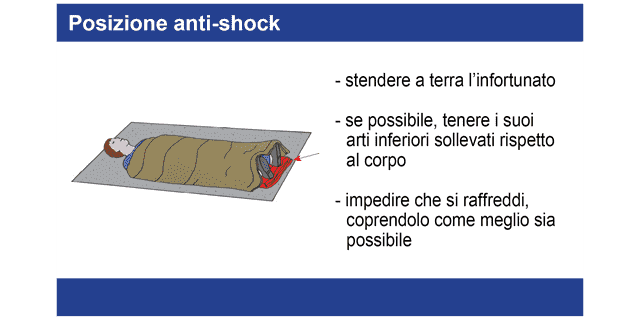 Posizione anti-shock
- stendere a terra l'infortunato
- se possibile, tenere i suoi
arti inferiori sollevati rispetto
al corpo
- impedire che si raffreddi,
coprendolo come meglio sia
possibile